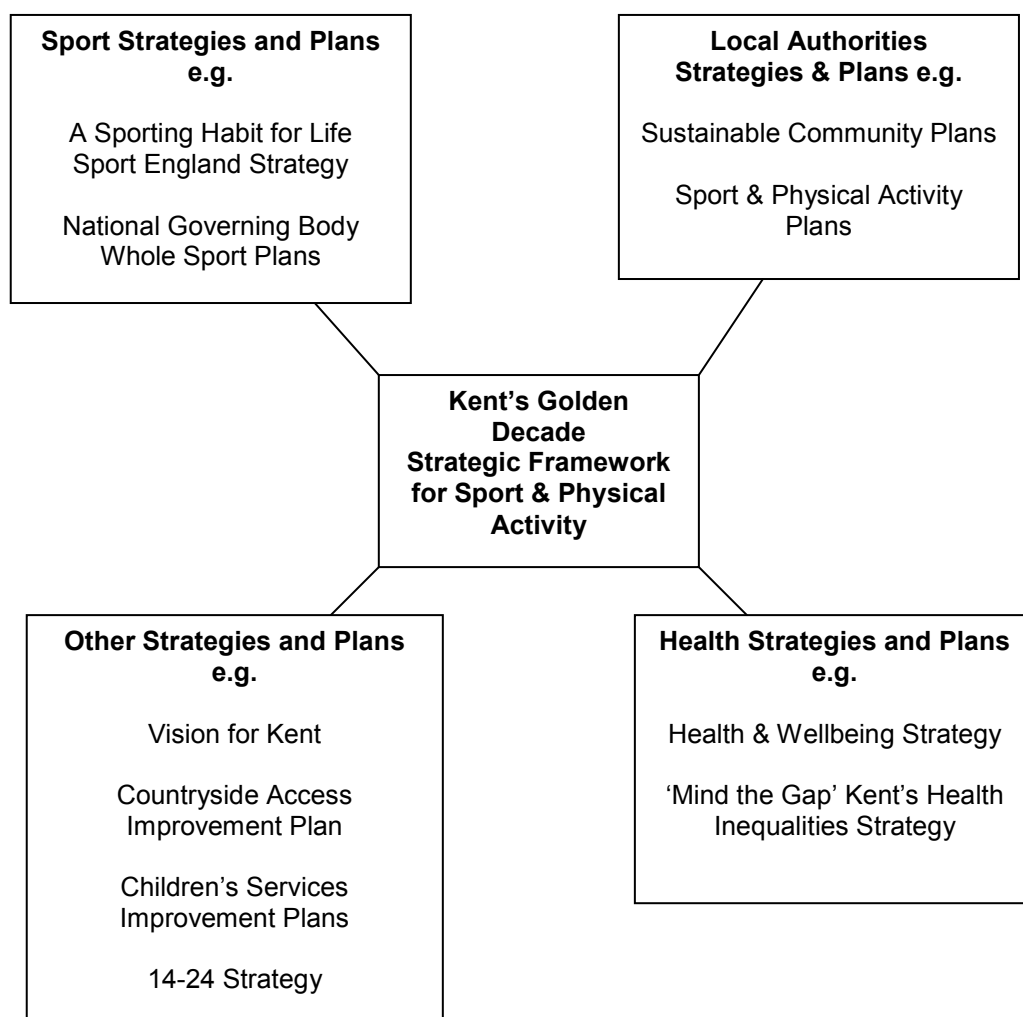 Sport Strategies and Plans
e.g.
A Sporting Habit for Life
Sport England Strategy
National Governing Body
Whole Sport Plans
Local Authorities
Strategies & Plans e.g.
Sustainable Community Plans
Sport & Physical Activity
Plans
Kent’s Golden
Decade
Strategic Framework
for Sport & Physical
Activity
Other Strategies and Plans
e.g.
Vision for Kent
Countryside Access
Improvement Plan
Children’s Services
Improvement Plans
14-24 Strategy
Health Strategies and Plans
e.g.
Health & Wellbeing Strategy
‘Mind the Gap’ Kent’s Health
Inequalities Strategy